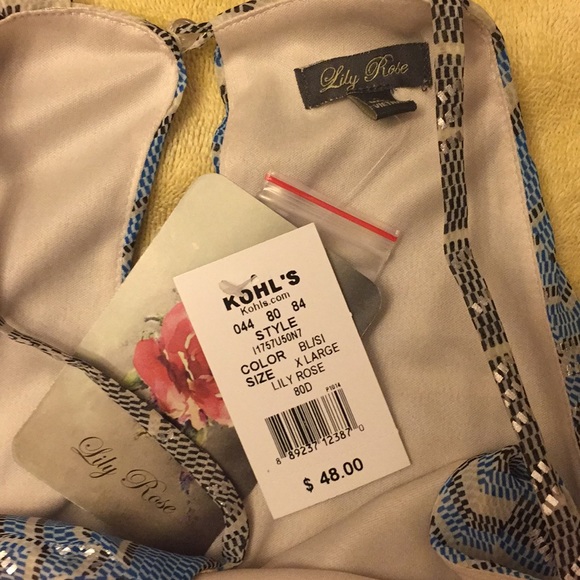 Lily Rose
KOHL'S
Kohls.com
044 80 84
STYLE
I1757U50N7
COLOR BL/SI
SIZE X LARGE
LILY ROSE
80D
P1014
8 89237 12387 0
$ 48.00
Lily Rose